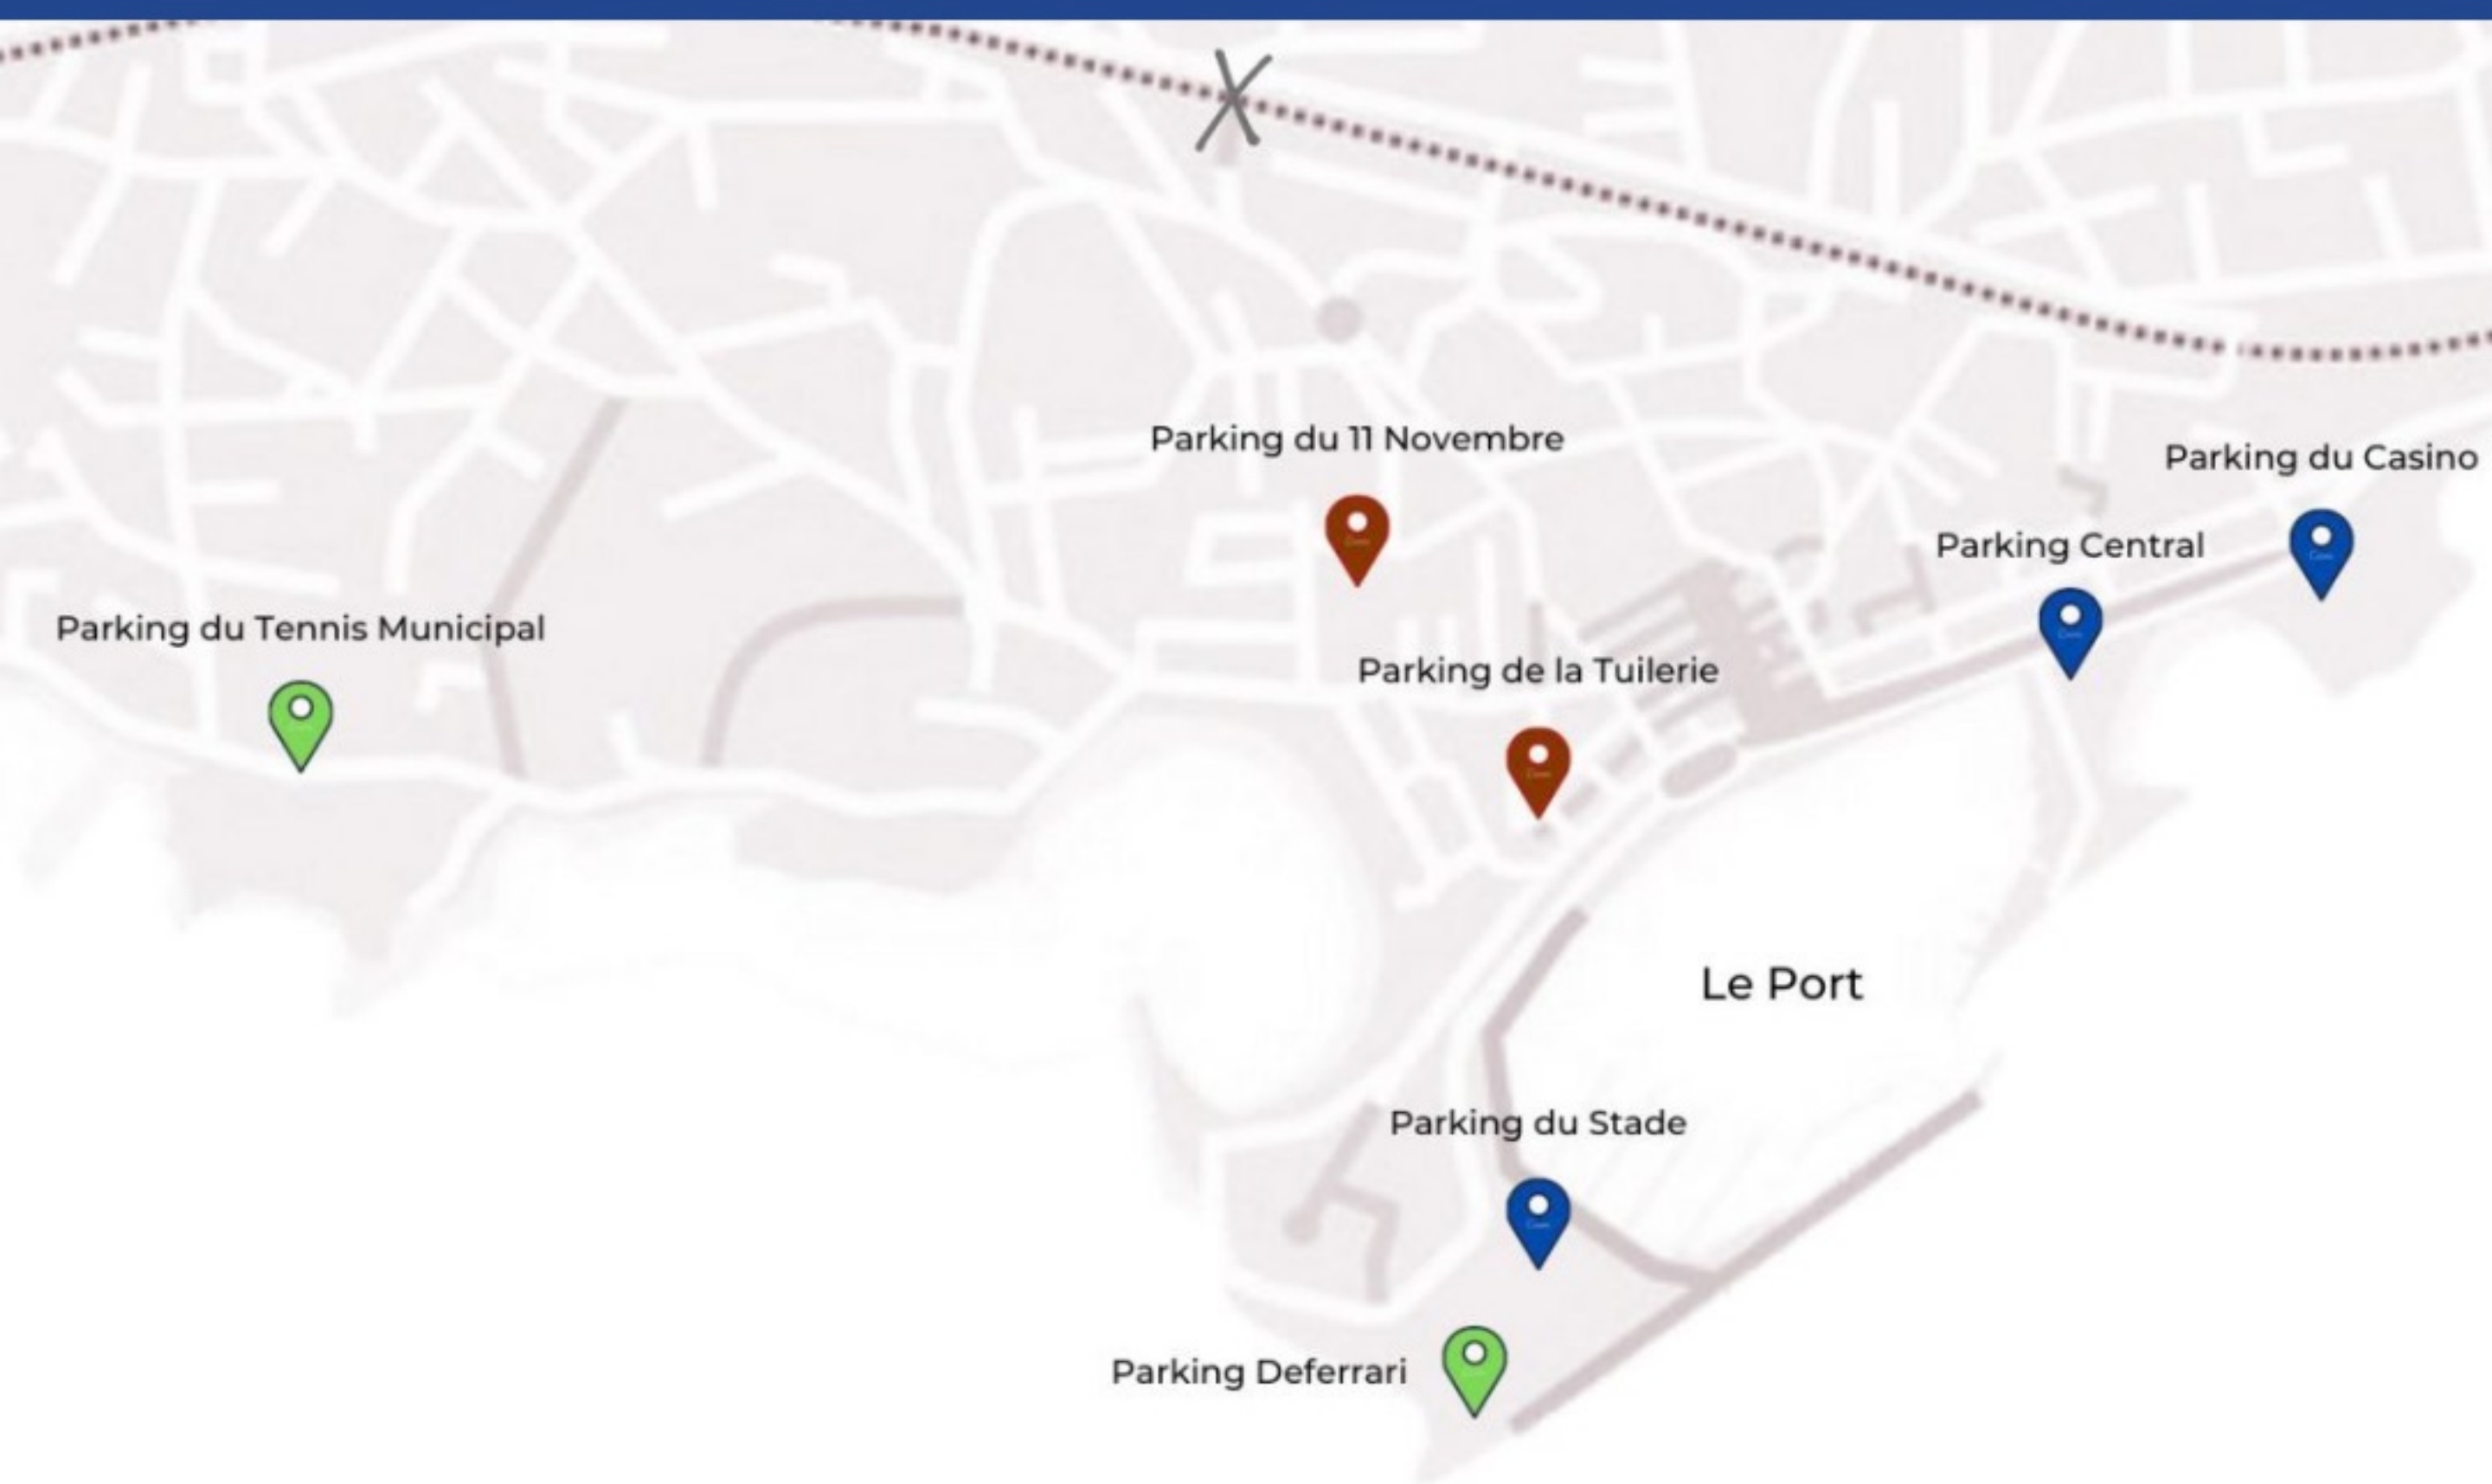 Parking du 11 Novembre
Parking du Casino
Parking Central
Parking du Tennis Municipal
Parking de la Tuilerie
Le Port
Parking du Stade
Parking Deferrari